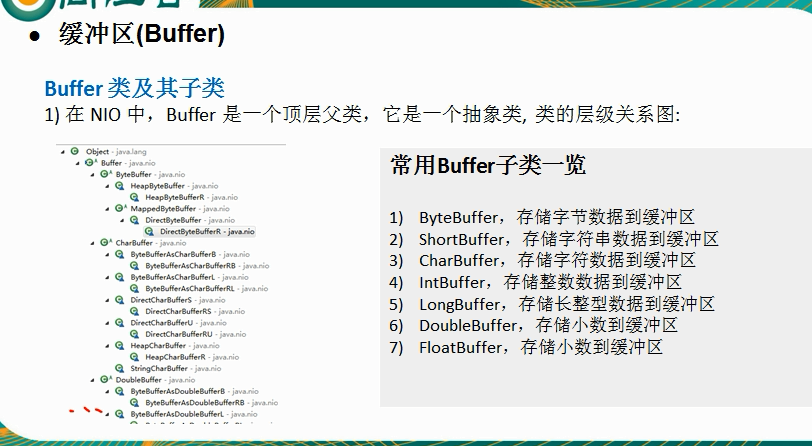 缓冲区(Buffer)
Buffer 类及其子类
1) 在 NIO 中，Buffer 是一个顶层父类，它是一个抽象类, 类的层级关系图:
Object - java.lang
Buffer - java.nio
ByteBuffer - java.nio
HeapByteBuffer - java.nio
HeapByteBufferR - java.nio
MappedByteBuffer - java.nio
DirectByteBuffer - java.nio
DirectByteBufferR - java.nio
CharBuffer - java.nio
ByteBufferAsCharBufferB - java.nio
ByteBufferAsCharBufferRB - java.nio
ByteBufferAsCharBufferL - java.nio
ByteBufferAsCharBufferRL - java.nio
DirectCharBufferS - java.nio
DirectCharBufferRS - java.nio
DirectCharBufferU - java.nio
DirectCharBufferRU - java.nio
HeapCharBuffer - java.nio
HeapCharBufferR - java.nio
StringCharBuffer - java.nio
DoubleBuffer - java.nio
ByteBufferAsDoubleBufferB - java.nio
ByteBufferAsDoubleBufferRB - java.nio
ByteBufferAsDoubleBufferL - java.nio
常用Buffer子类一览
1) ByteBuffer，存储字节数据到缓冲区
2) ShortBuffer，存储字符串数据到缓冲区
3) CharBuffer，存储字符数据到缓冲区
4) IntBuffer，存储整数数据到缓冲区
5) LongBuffer，存储长整型数据到缓冲区
6) DoubleBuffer，存储小数到缓冲区
7) FloatBuffer，存储小数到缓冲区